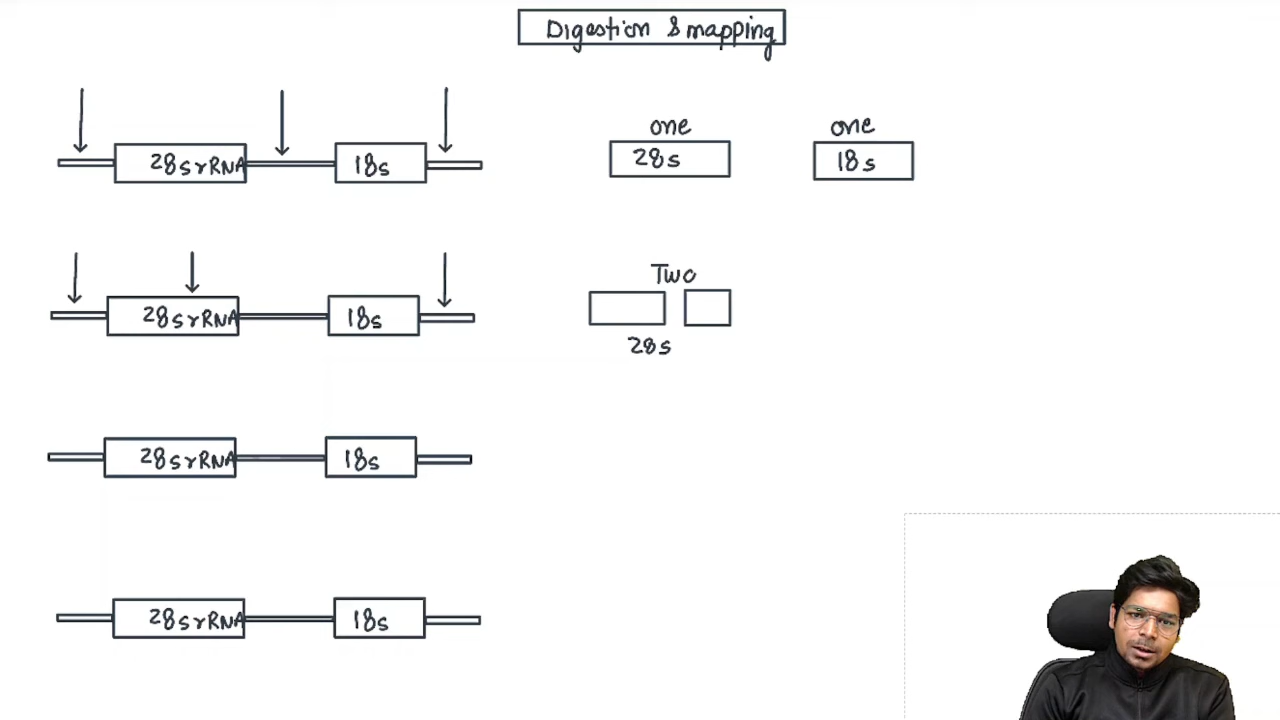 Digestion & mapping
one one
28s rRNA 18s 28s 18s
Two
28s rRNA 18s
28s
28s rRNA 18s
28s rRNA 18s